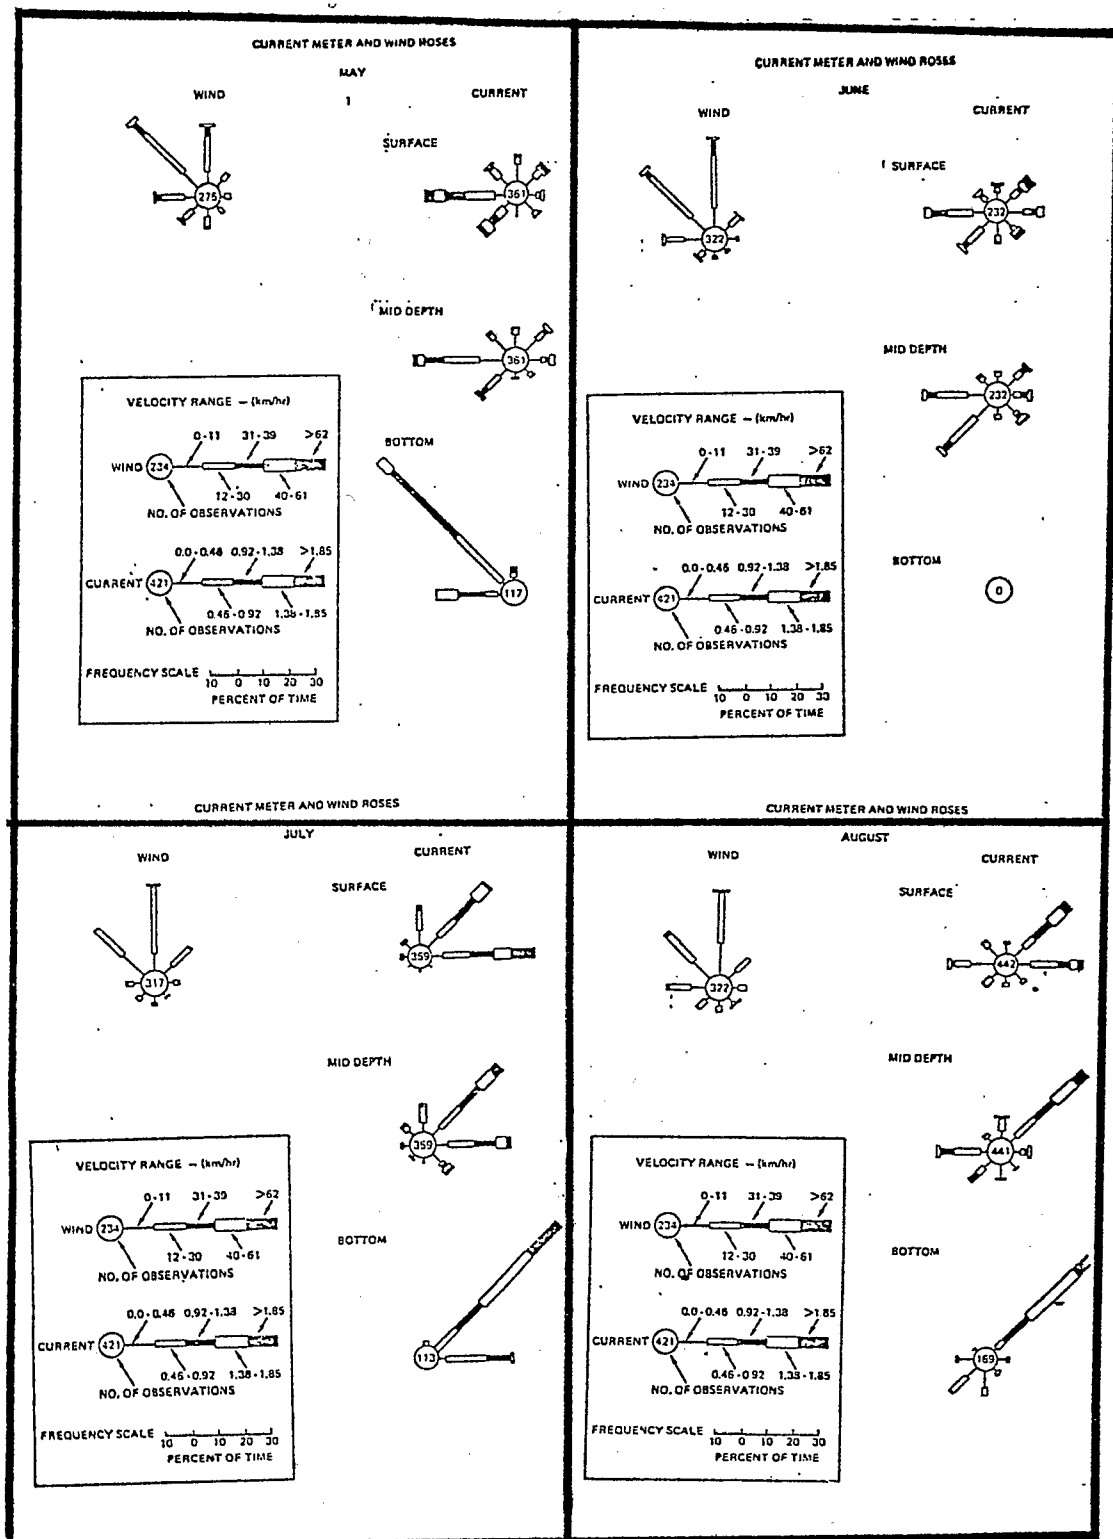 CURRENT METER AND WIND ROSES
MAY
WIND
CURRENT
SURFACE
275
361
MID DEPTH
361
BOTTOM
117
VELOCITY RANGE – (km/hr)
0-11 31-39 >62
WIND 234
12-30 40-61
NO. OF OBSERVATIONS
0.0-0.46 0.92-1.38 >1.85
CURRENT 421
0.46-0.92 1.38-1.85
NO. OF OBSERVATIONS
FREQUENCY SCALE
10 0 10 20 30
PERCENT OF TIME
CURRENT METER AND WIND ROSES
JUNE
WIND
CURRENT
SURFACE
322
232
MID DEPTH
232
BOTTOM
0
VELOCITY RANGE – (km/hr)
0-11 31-39 >62
WIND 234
12-30 40-61
NO. OF OBSERVATIONS
0.0-0.46 0.92-1.38 >1.85
CURRENT 421
0.46-0.92 1.38-1.85
NO. OF OBSERVATIONS
FREQUENCY SCALE
10 0 10 20 30
PERCENT OF TIME
CURRENT METER AND WIND ROSES
JULY
WIND
CURRENT
SURFACE
317
359
MID DEPTH
359
BOTTOM
113
VELOCITY RANGE – (km/hr)
0-11 31-39 >62
WIND 234
12-30 40-61
NO. OF OBSERVATIONS
0.0-0.46 0.92-1.38 >1.85
CURRENT 421
0.46-0.92 1.38-1.85
NO. OF OBSERVATIONS
FREQUENCY SCALE
10 0 10 20 30
PERCENT OF TIME
CURRENT METER AND WIND ROSES
AUGUST
WIND
CURRENT
SURFACE
322
442
MID DEPTH
441
BOTTOM
169
VELOCITY RANGE – (km/hr)
0-11 31-39 >62
WIND 234
12-30 40-61
NO. OF OBSERVATIONS
0.0-0.46 0.92-1.38 >1.85
CURRENT 421
0.46-0.92 1.38-1.85
NO. OF OBSERVATIONS
FREQUENCY SCALE
10 0 10 20 30
PERCENT OF TIME